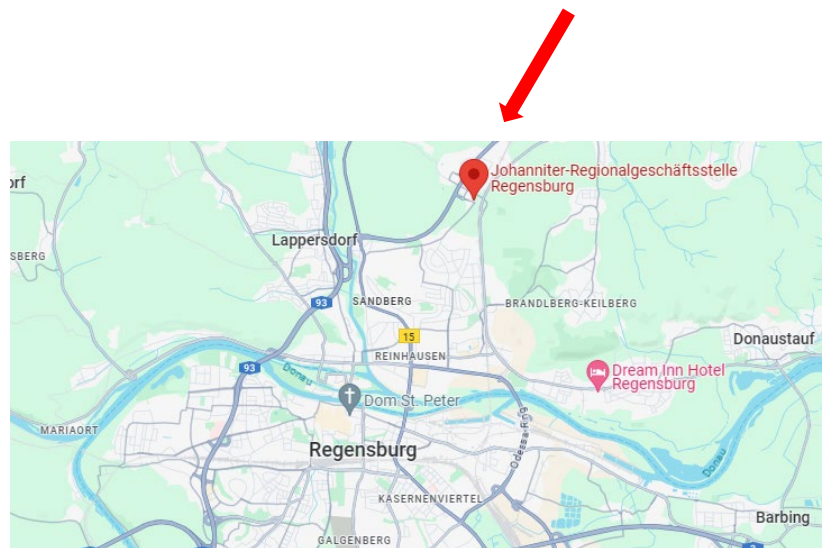 Johanniter-Regionalgeschäftsstelle
Regensburg
orf
Lappersdorf
SBERG
93
SANDBERG
BRANDLBERG-KEILBERG
15
Donaustauf
REINHAUSEN
93
Donau
Dream Inn Hotel
Regensburg
Dom St. Peter
MARIAORT
Odessa-Ring
Regensburg
Donau
KASERNENVIERTEL
Barbing
GALGENBERG
3